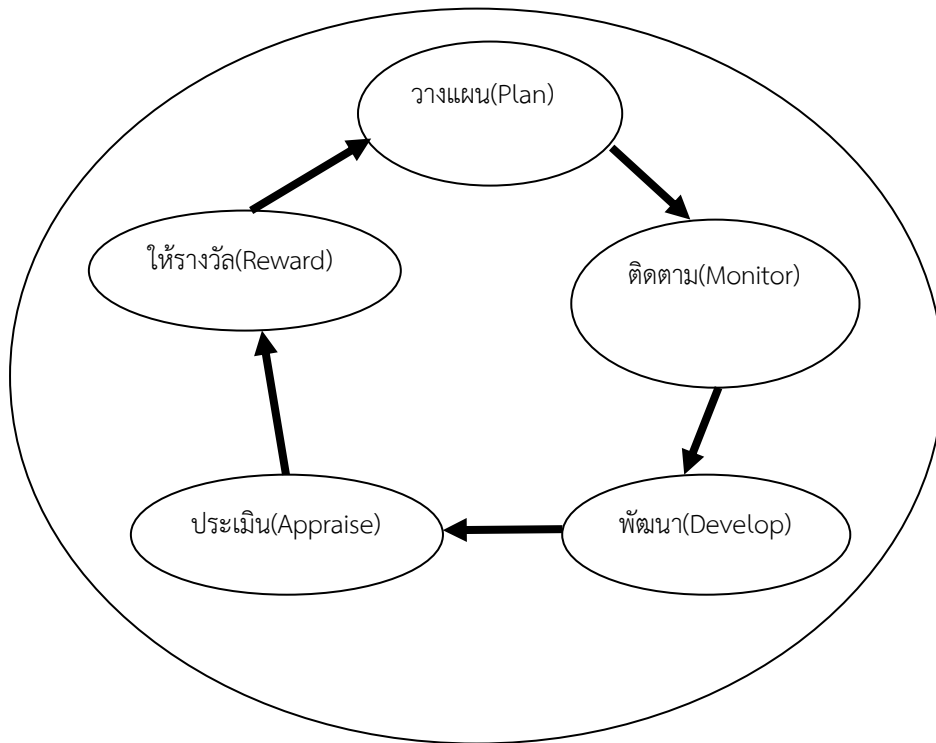 วางแผน(Plan)
ติดตาม(Monitor)
พัฒนา(Develop)
ประเมิน(Appraise)
ให้รางวัล(Reward)